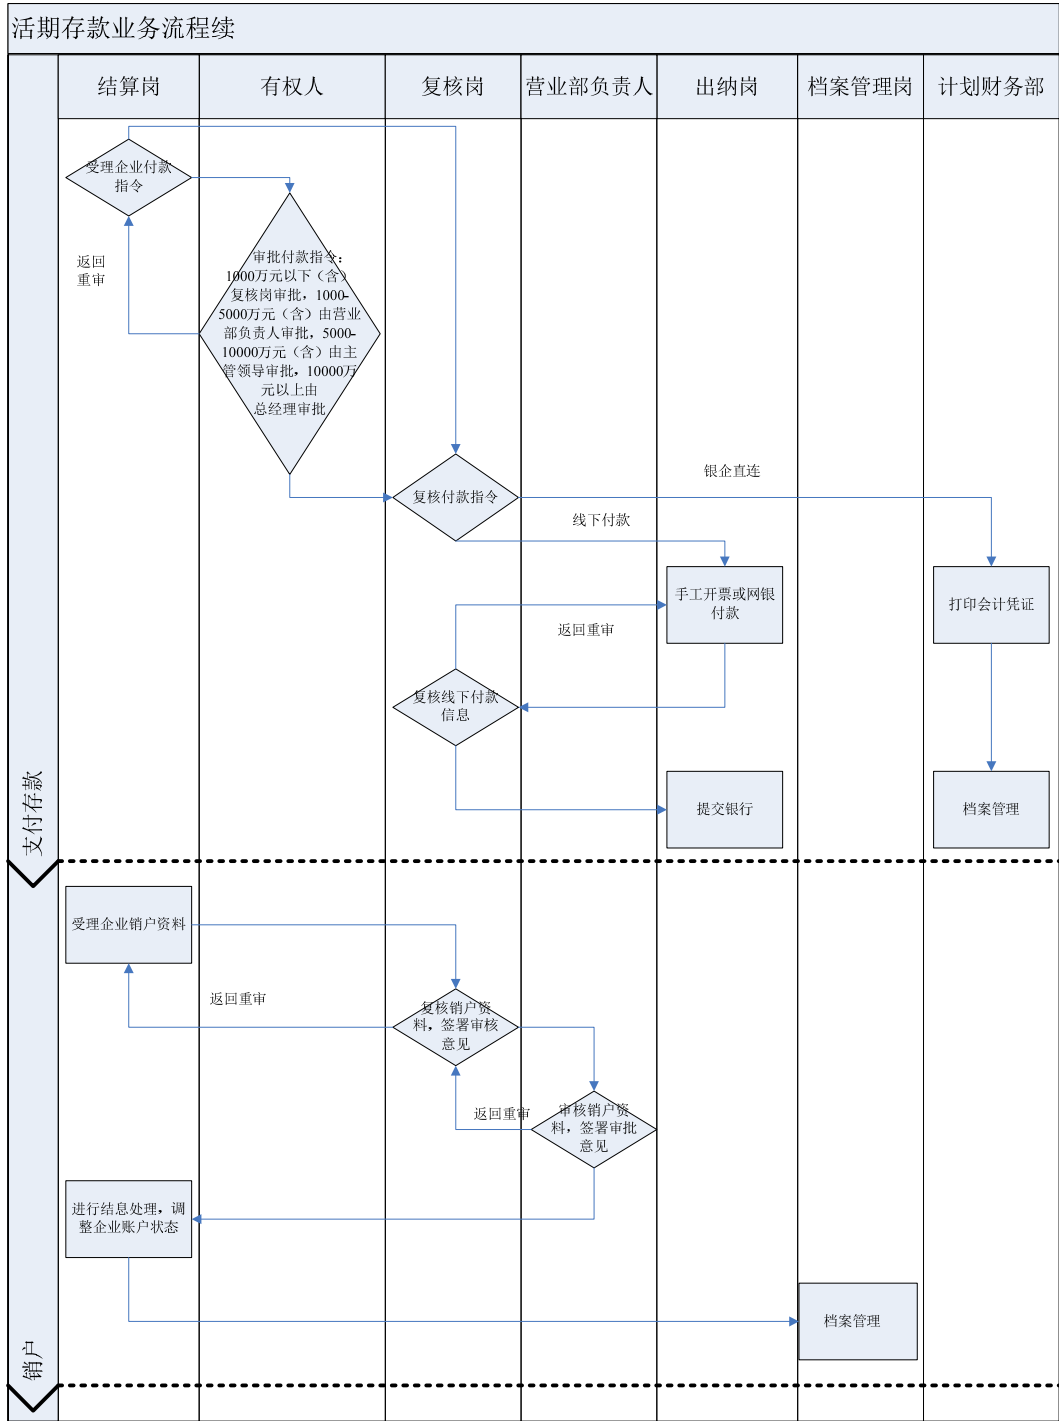 活期存款业务流程续
结算岗
有权人
复核岗
营业部负责人
出纳岗
档案管理岗
计划财务部
受理企业付款
指令
返回
重审
审批付款指令：
1000万元以下（含）
复核岗审批，1000-
5000万元（含）由营业
部负责人审批，5000-
10000万元（含）由主
管领导审批，10000万
元以上由
总经理审批
银企直连
复核付款指令
线下付款
手工开票或网银
付款
打印会计凭证
返回重审
复核线下付款
信息
提交银行
档案管理
支付存款
受理企业销户资料
返回重审
复核销户资
料，签署审核
意见
返回重审
审核销户资
料，签署审批
意见
进行结息处理，调
整企业账户状态
档案管理
销户